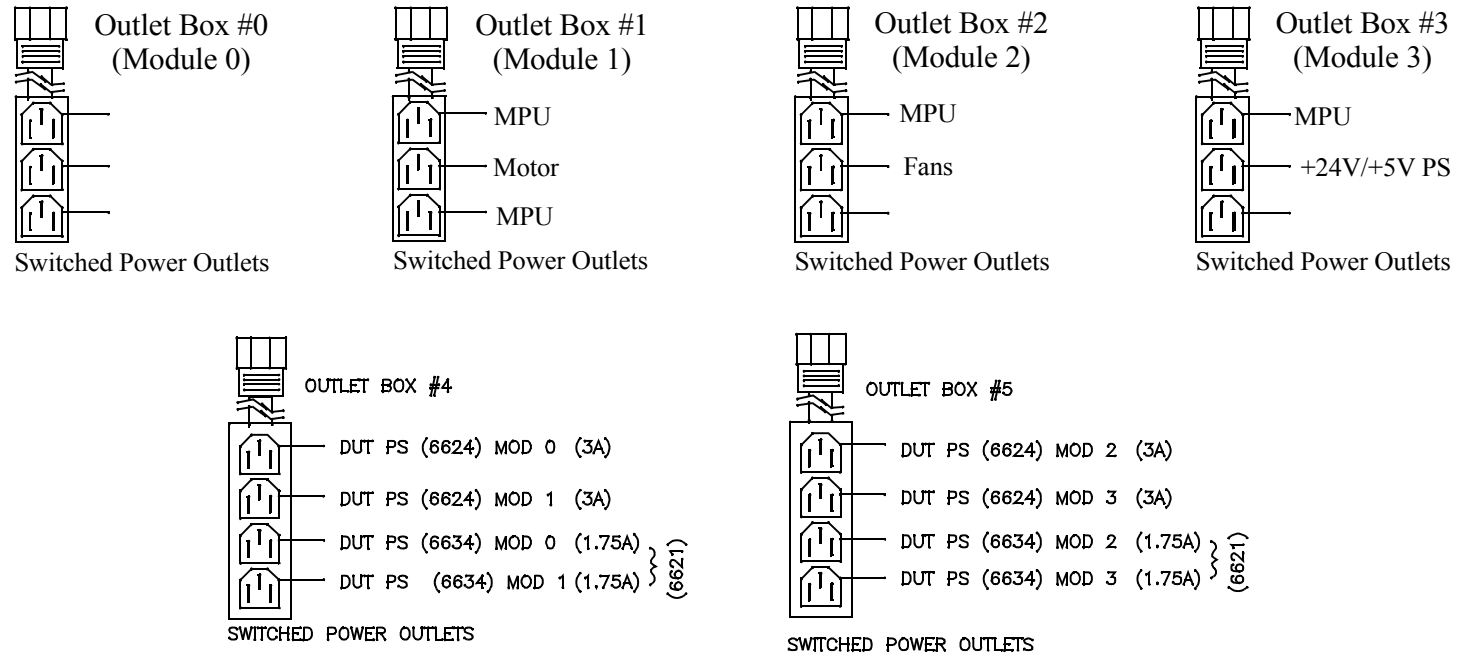 Outlet Box #0
(Module 0)
Switched Power Outlets
Outlet Box #1
(Module 1)
MPU
Motor
MPU
Switched Power Outlets
Outlet Box #2
(Module 2)
MPU
Fans
Switched Power Outlets
Outlet Box #3
(Module 3)
MPU
+24V/+5V PS
Switched Power Outlets
OUTLET BOX #4
DUT PS (6624) MOD 0 (3A)
DUT PS (6624) MOD 1 (3A)
DUT PS (6634) MOD 0 (1.75A)
DUT PS (6634) MOD 1 (1.75A)
(6621)
SWITCHED POWER OUTLETS
OUTLET BOX #5
DUT PS (6624) MOD 2 (3A)
DUT PS (6624) MOD 3 (3A)
DUT PS (6634) MOD 2 (1.75A)
DUT PS (6634) MOD 3 (1.75A)
(6621)
SWITCHED POWER OUTLETS